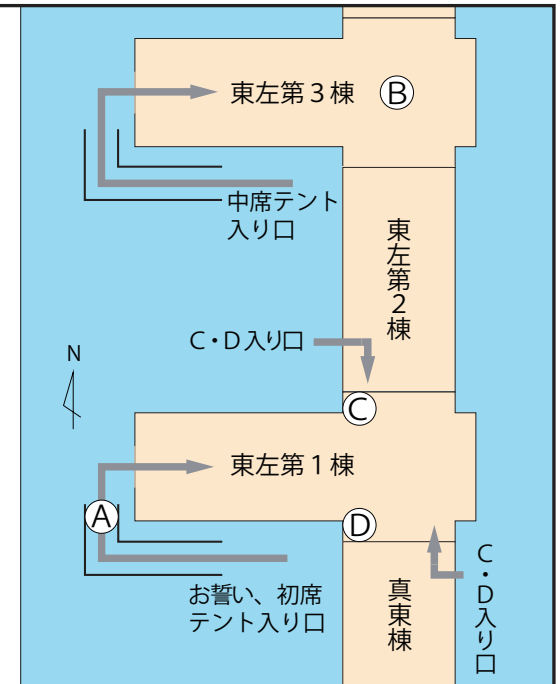 東左第3棟
B
中席テント
入り口
東左第2棟
C・D入り口
N
C
東左第1棟
A
D
お誓い、初席
テント入り口
真東棟
C・D入り口